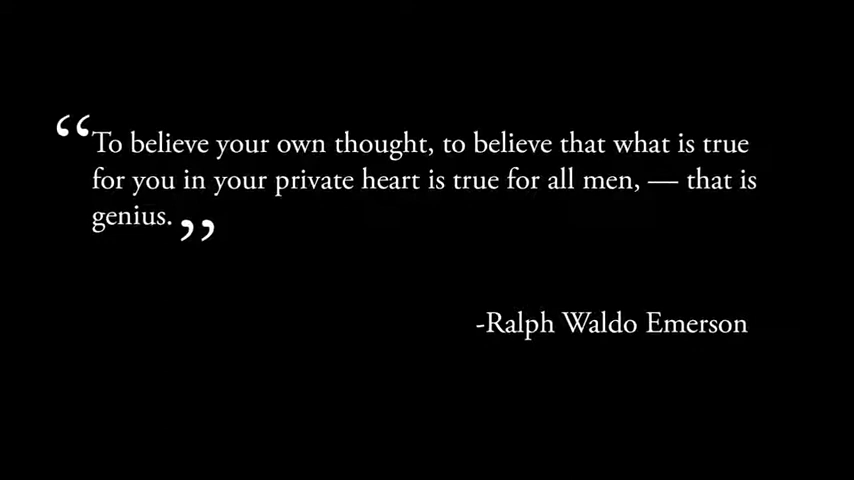 “To believe your own thought, to believe that what is true
for you in your private heart is true for all men, — that is
genius.”
-Ralph Waldo Emerson